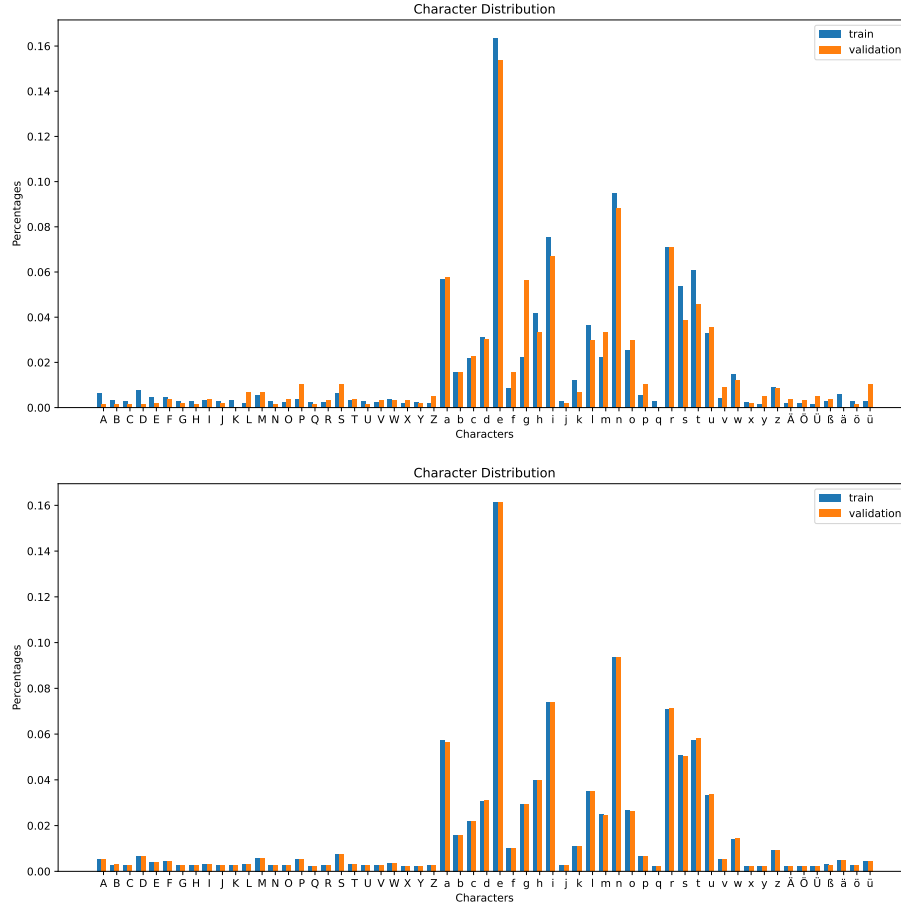 Character Distribution
train
validation
0.16
0.14
0.12
0.10
0.08
0.06
0.04
0.02
0.00
Percentages
A B C D E F G H I J K L M N O P Q R S T U V W X Y Z a b c d e f g h i j k l m n o p q r s t u v w x y z Ä Ö Ü ß ä ö ü
Characters
Character Distribution
train
validation
0.16
0.14
0.12
0.10
0.08
0.06
0.04
0.02
0.00
Percentages
A B C D E F G H I J K L M N O P Q R S T U V W X Y Z a b c d e f g h i j k l m n o p q r s t u v w x y z Ä Ö Ü ß ä ö ü
Characters